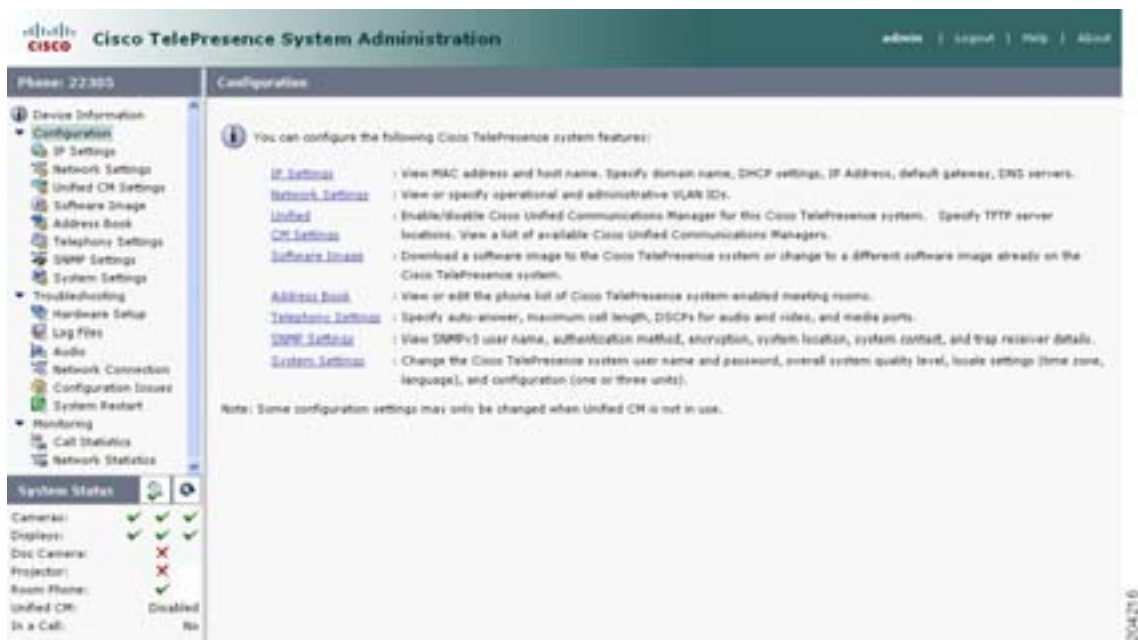 CISCO
Cisco TelePresence System Administration
admin | Logout | Help | About
Phone: 22305
Configuration
Device Information
Configuration
IP Settings
Network Settings
Unified CM Settings
Software Image
Address Book
Telephony Settings
SNMP Settings
System Settings
Troubleshooting
Hardware Setup
Log Files
Audio
Network Connection
Configuration Issues
System Restart
Monitoring
Call Statistics
Network Statistics
System Status
Cameras:
Displays:
Doc Camera:
Projector:
Room Phone:
Unified CM: Disabled
In a Call: No
You can configure the following Cisco TelePresence system features:
IP Settings : View MAC address and host name. Specify domain name, DHCP settings, IP Address, default gateway, DNS servers.
Network Settings : View or specify operational and administrative VLAN IDs.
Unified : Enable/disable Cisco Unified Communications Manager for this Cisco TelePresence system. Specify TFTP server
CM Settings locations. View a list of available Cisco Unified Communications Managers.
Software Image : Download a software image to the Cisco TelePresence system or change to a different software image already on the
Cisco TelePresence system.
Address Book : View or edit the phone list of Cisco TelePresence system-enabled meeting rooms.
Telephony Settings : Specify auto-answer, maximum call length, DSCPs for audio and video, and media ports.
SNMP Settings : View SNMPv3 user name, authentication method, encryption, system location, system contact, and trap receiver details.
System Settings : Change the Cisco TelePresence system user name and password, overall system quality level, locale settings (time zone,
language), and configuration (one or three units).
Note: Some configuration settings may only be changed when Unified CM is not in use.
204216